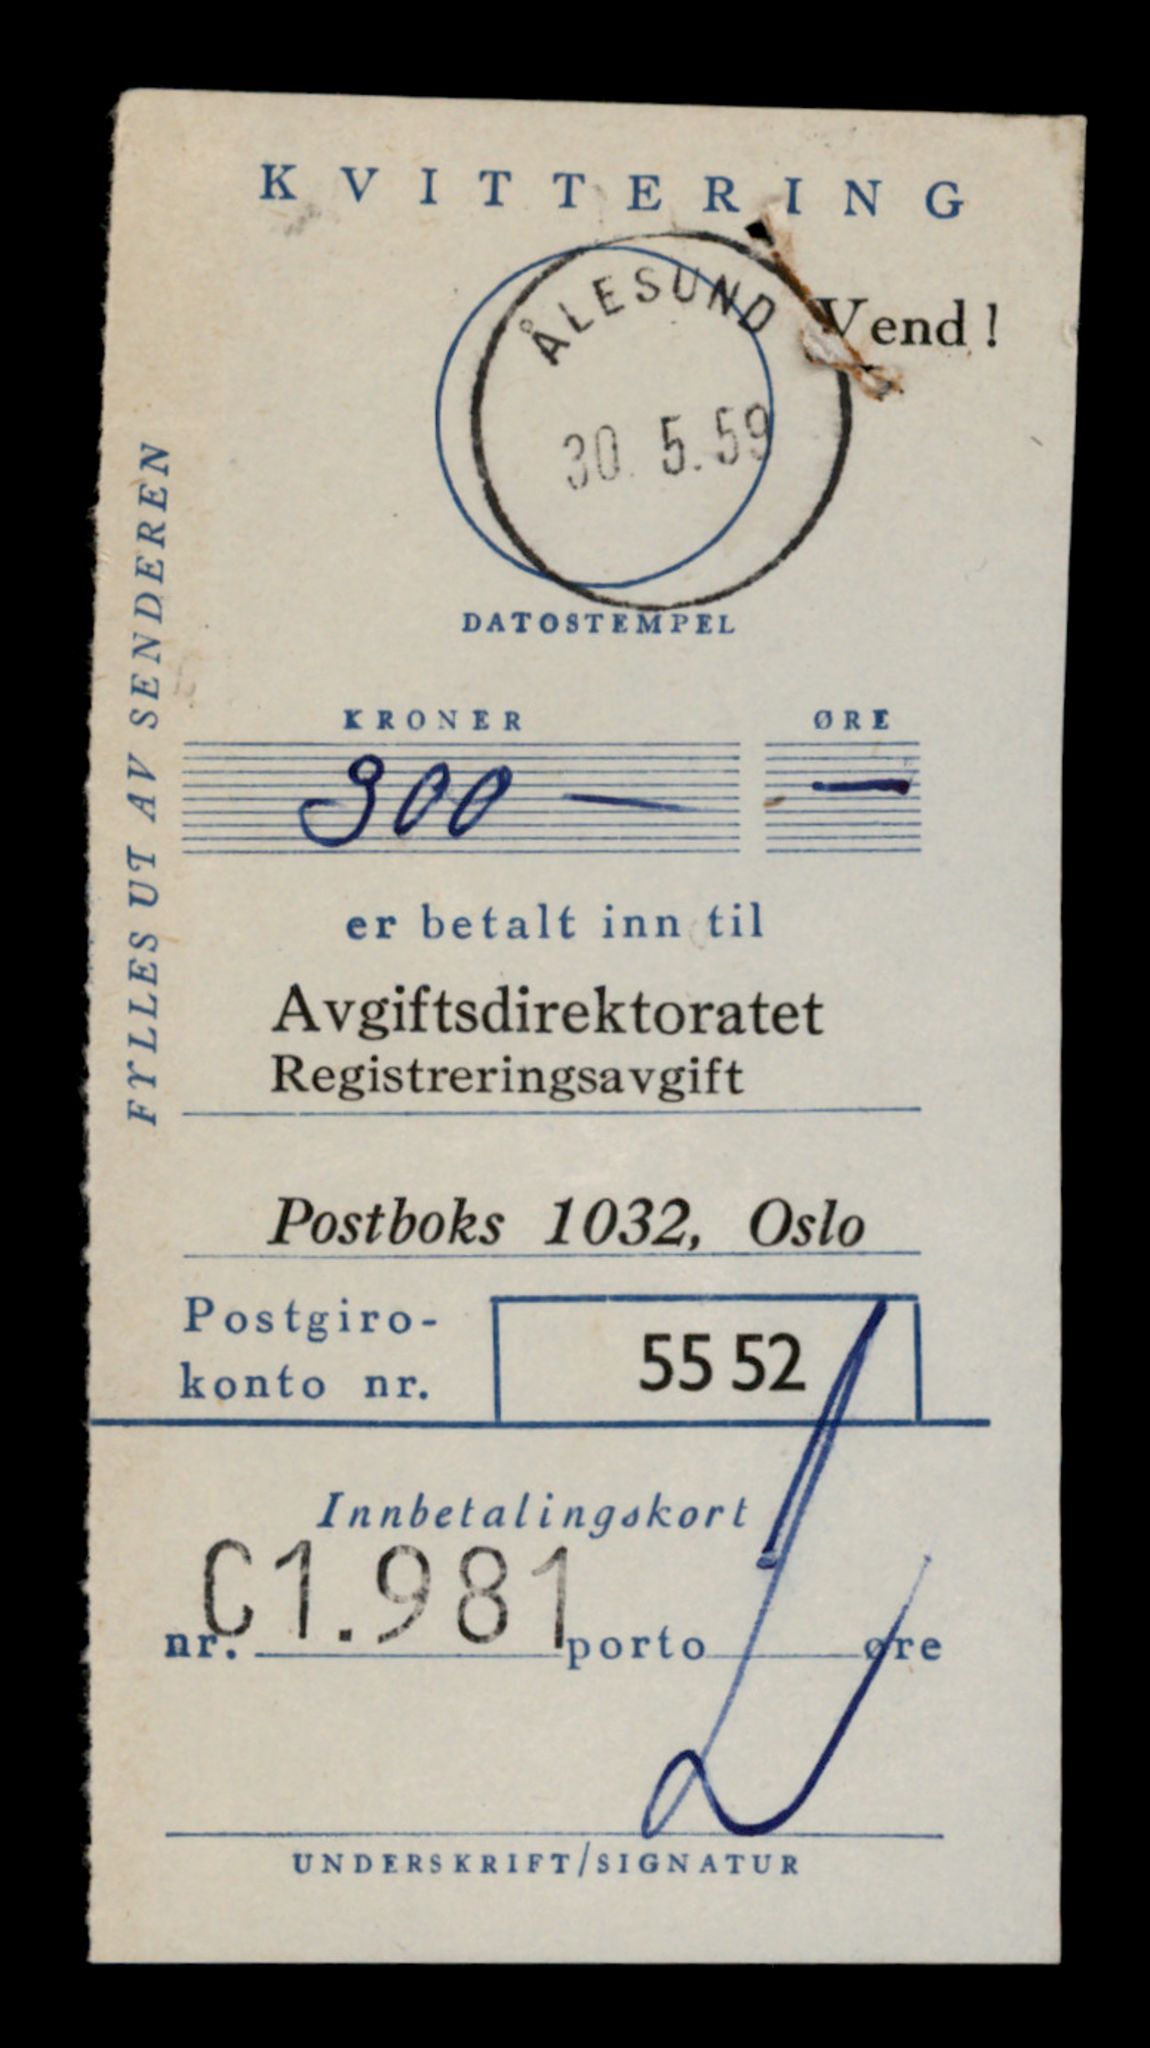 KVITTERING
ÅLESUND
Vend!
30. 5. 59
DATOSTEMPEL
FYLLES UT AV SENDEREN
KRONER ØRE
300 — —
er betalt inn til
Avgiftsdirektoratet
Registreringsavgift
Postboks 1032, Oslo
Postgiro-
konto nr. 55 52
Innbetalingskort
nr. C1.981 porto øre
UNDERSKRIFT/SIGNATUR